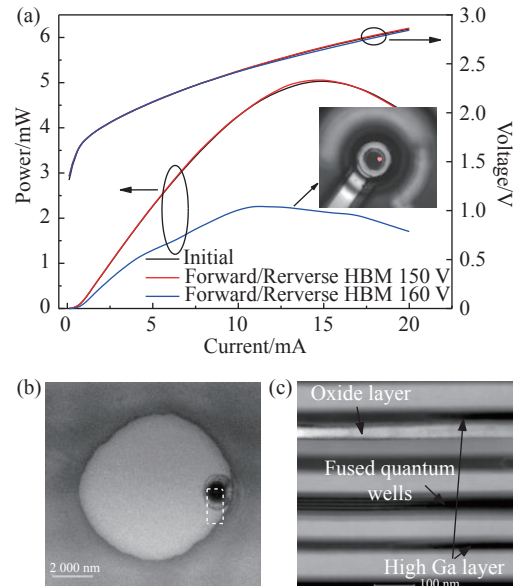 (a)
6
5
4
3
2
1
0
Power/mW
3.0
2.5
2.0
1.5
1.0
0.5
0.0
Voltage/V
Initial
Forward/Rerverse HBM 150 V
Forward/Rerverse HBM 160 V
0 5 10 15 20
Current/mA
(b)
2 000 nm
(c)
Oxide layer
Fused quantum
wells
High Ga layer
100 nm